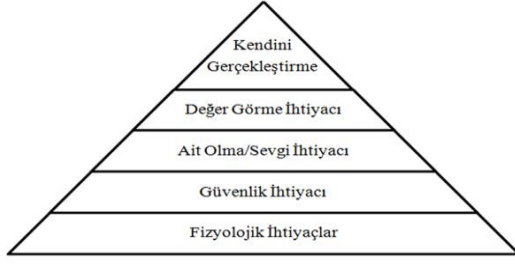 Kendini
Gerçekleştirme
Değer Görme İhtiyacı
Ait Olma/Sevgi İhtiyacı
Güvenlik İhtiyacı
Fizyolojik İhtiyaçlar